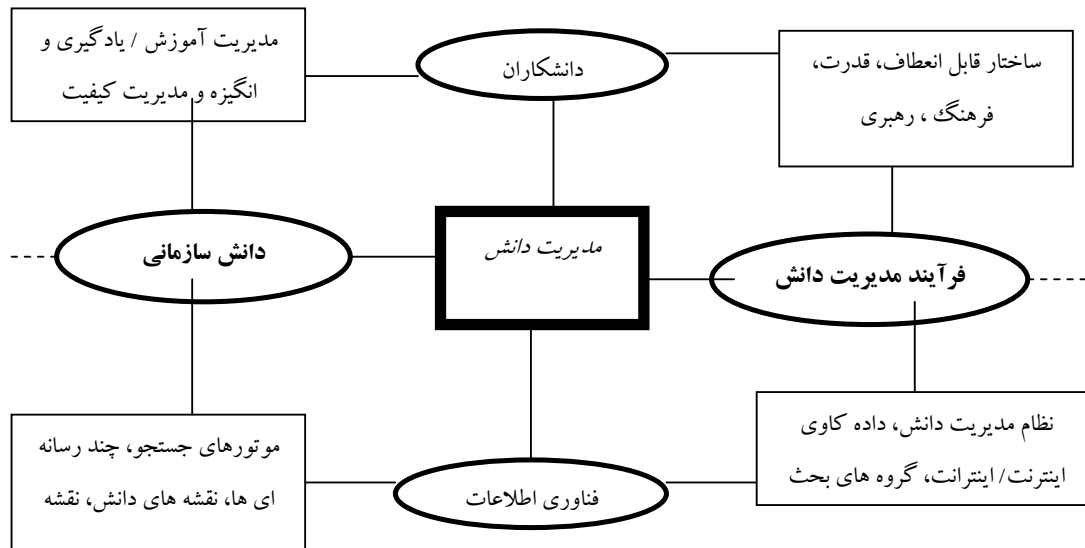 مدیریت آموزش / یادگیری و
انگیزه و مدیریت کیفیت
دانشکاران
ساختار قابل انعطاف، قدرت،
فرهنگ ، رهبری
دانش سازمانی
مدیریت دانش
فرآیند مدیریت دانش
موتورهای جستجو، چند رسانه
ای ها، نقشه های دانش، نقشه
فناوری اطلاعات
نظام مدیریت دانش، داده کاوی
اینترنت/ اینترانت، گروه های بحث